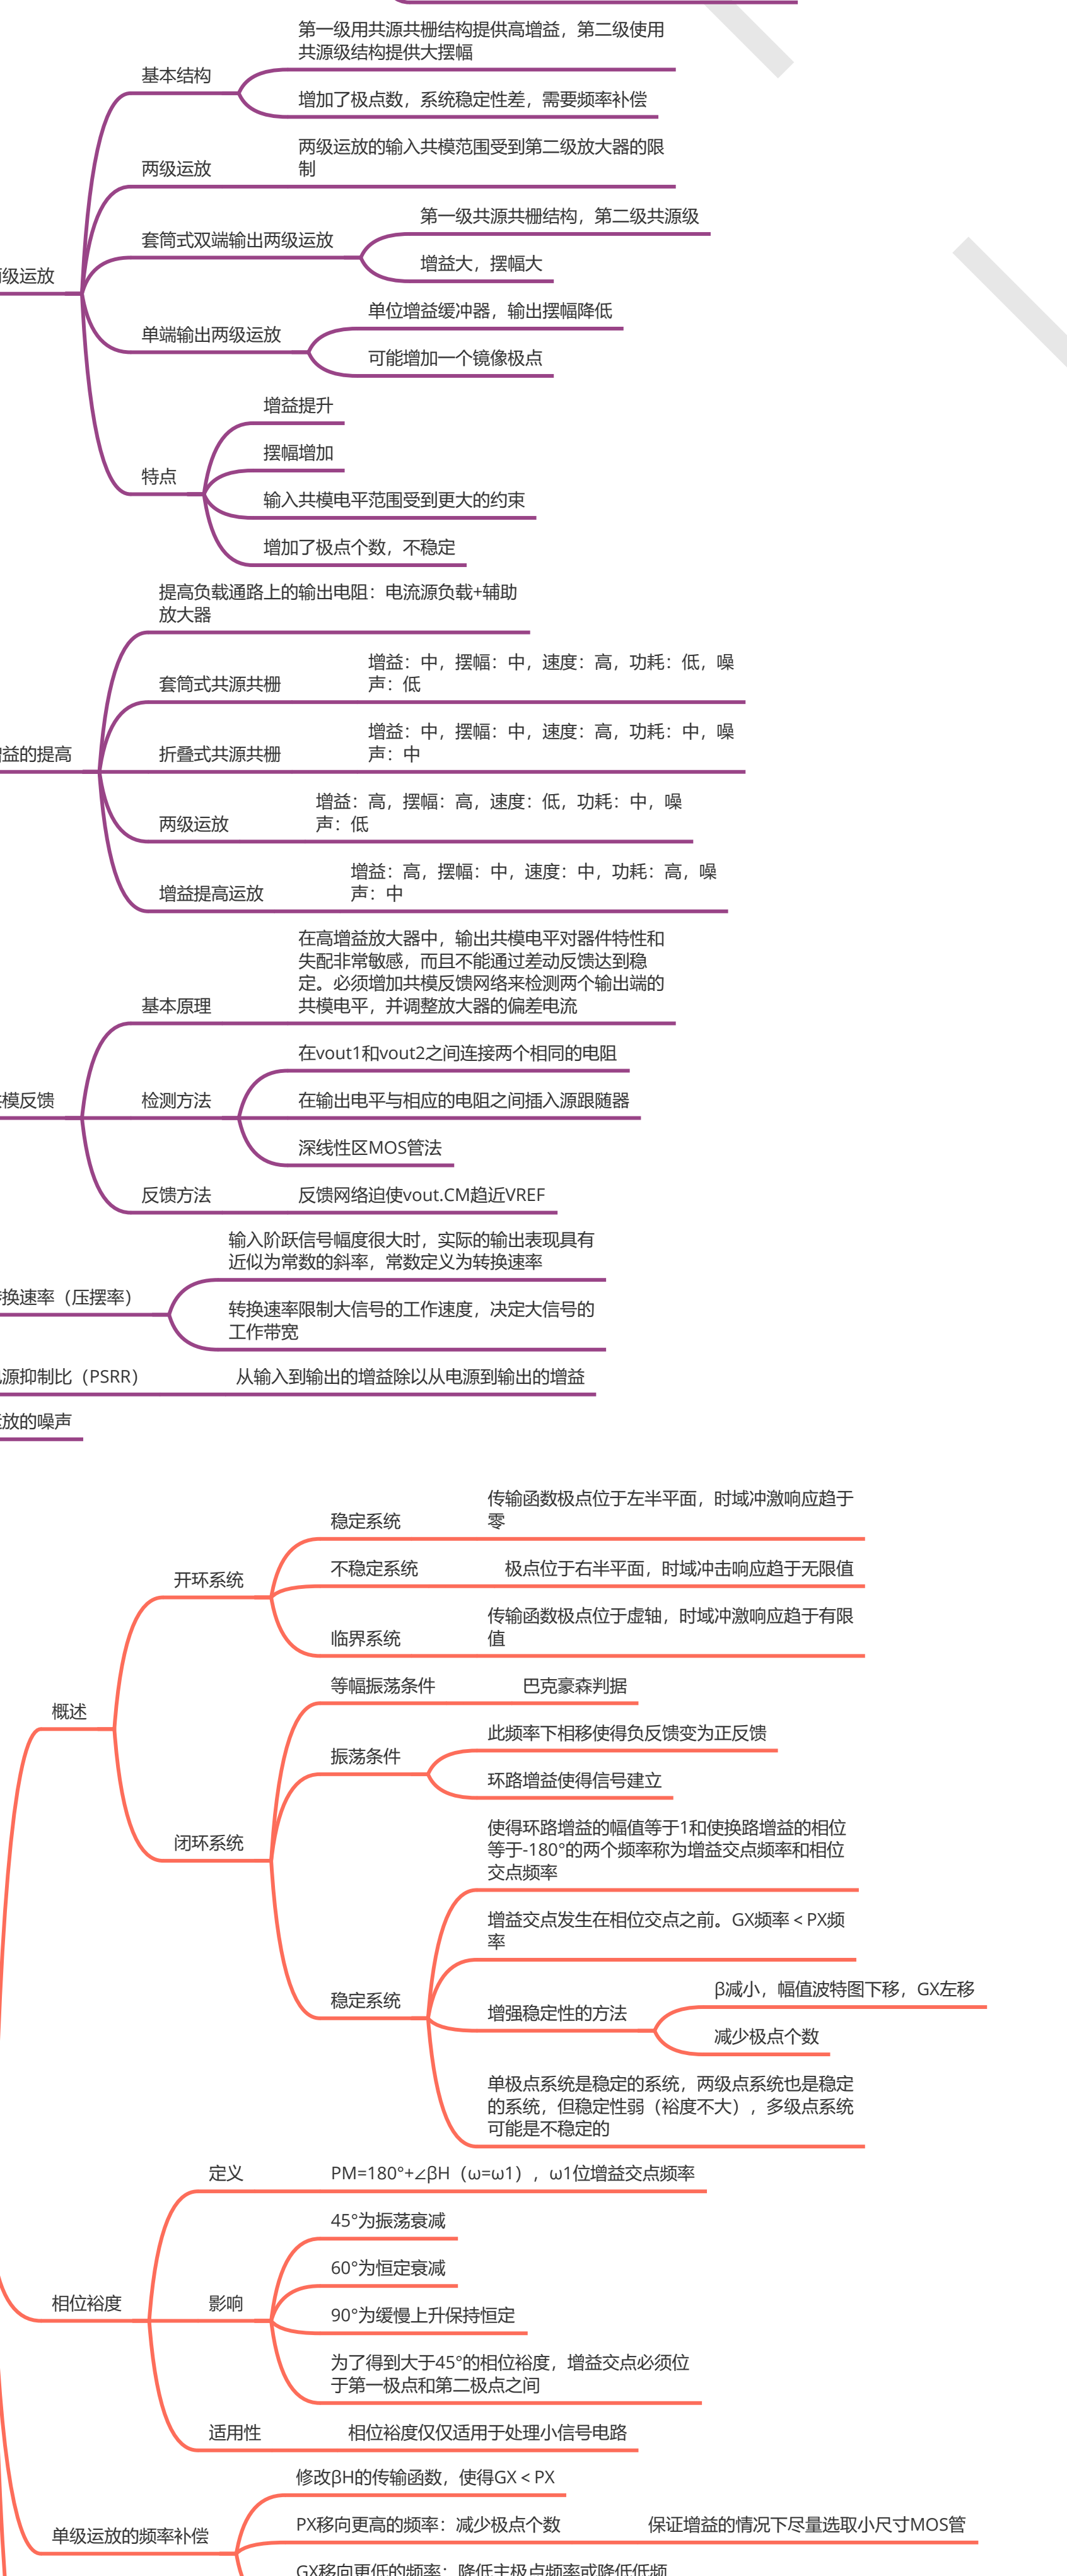 第一级用共源共栅结构提供高增益，第二级使用
共源级结构提供大摆幅
基本结构
增加了极点数，系统稳定性差，需要频率补偿
两级运放的输入共模范围受到第二级放大器的限
制
两级运放
第一级共源共栅结构，第二级共源级
套筒式双端输出两级运放
增益大，摆幅大
级运放
单位增益缓冲器，输出摆幅降低
单端输出两级运放
可能增加一个镜像极点
增益提升
摆幅增加
特点
输入共模电平范围受到更大的约束
增加了极点个数，不稳定
提高负载通路上的输出电阻：电流源负载+辅助
放大器
增益：中，摆幅：中，速度：高，功耗：低，噪
声：低
套筒式共源共栅
增益：中，摆幅：中，速度：高，功耗：中，噪
声：中
益的提高
折叠式共源共栅
增益：高，摆幅：高，速度：低，功耗：中，噪
声：低
两级运放
增益：高，摆幅：中，速度：中，功耗：高，噪
声：中
增益提高运放
在高增益放大器中，输出共模电平对器件特性和
失配非常敏感，而且不能通过差动反馈达到稳
定。必须增加共模反馈网络来检测两个输出端的
共模电平，并调整放大器的偏差电流
基本原理
在vout1和vout2之间连接两个相同的电阻
模反馈
检测方法
在输出电平与相应的电阻之间插入源跟随器
深线性区MOS管法
反馈方法
反馈网络迫使vout.CM趋近VREF
输入阶跃信号幅度很大时，实际的输出表现具有
近似为常数的斜率，常数定义为转换速率
换速率（压摆率）
转换速率限制大信号的工作速度，决定大信号的
工作带宽
源抑制比（PSRR）
从输入到输出的增益除以从电源到输出的增益
放的噪声
传输函数极点位于左半平面，时域冲激响应趋于
零
稳定系统
开环系统
不稳定系统
极点位于右半平面，时域冲击响应趋于无限值
传输函数极点位于虚轴，时域冲激响应趋于有限
值
临界系统
等幅振荡条件
巴克豪森判据
概述
此频率下相移使得负反馈变为正反馈
振荡条件
环路增益使得信号建立
闭环系统
使得环路增益的幅值等于1和使换路增益的相位
等于-180°的两个频率称为增益交点频率和相位
交点频率
增益交点发生在相位交点之前。GX频率＜PX频
率
稳定系统
β减小，幅值波特图下移，GX左移
增强稳定性的方法
减少极点个数
单极点系统是稳定的系统，两级点系统也是稳定
的系统，但稳定性弱（裕度不大），多级点系统
可能是不稳定的
定义
PM=180°+∠βH（ω=ω1），ω1位增益交点频率
45°为振荡衰减
60°为恒定衰减
相位裕度
影响
90°为缓慢上升保持恒定
为了得到大于45°的相位裕度，增益交点必须位
于第一极点和第二极点之间
适用性
相位裕度仅仅适用于处理小信号电路
修改βH的传输函数，使得GX＜PX
PX移向更高的频率：减少极点个数
保证增益的情况下尽量选取小尺寸MOS管
单级运放的频率补偿
GX移向更低的频率：降低主极点频率或降低低频